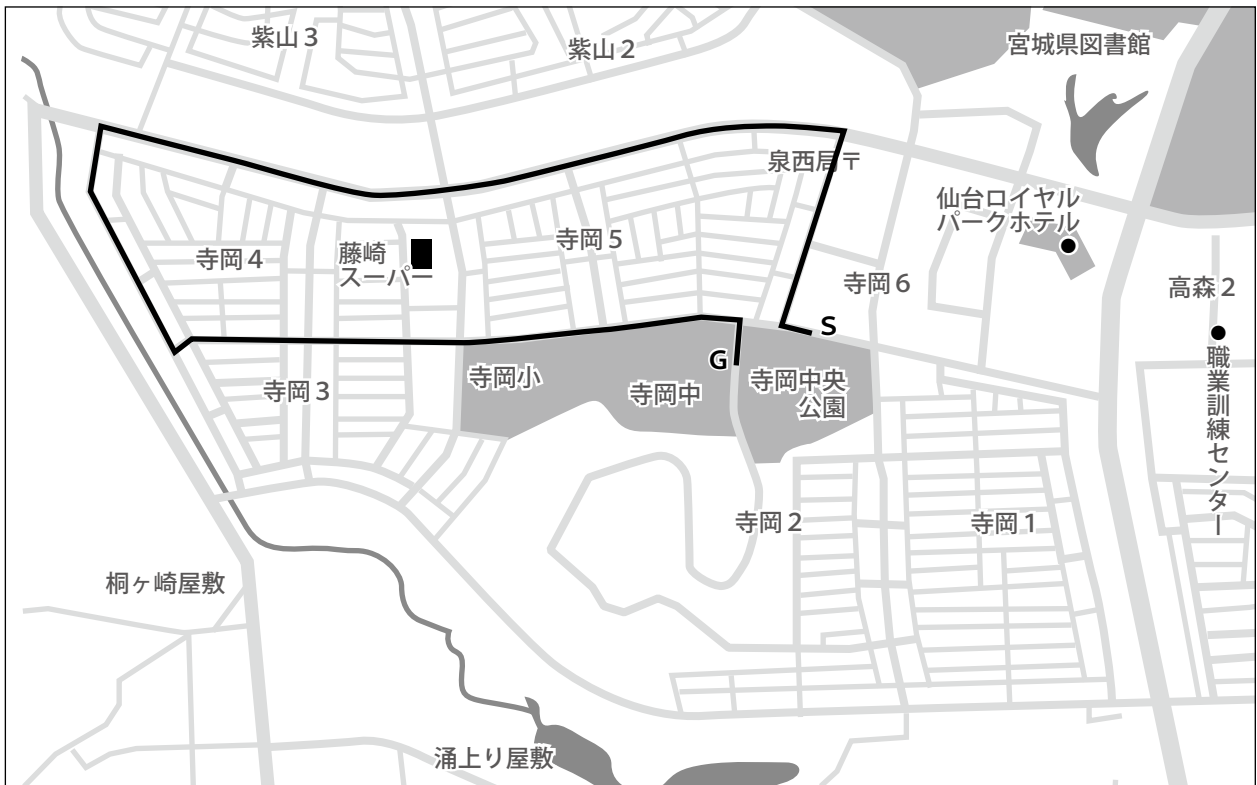 紫山３
紫山２
宮城県図書館
泉西局〒
仙台ロイヤル
パークホテル
寺岡４
藤崎
スーパー
寺岡５
寺岡６
高森２
S
G
寺岡３
寺岡小
寺岡中
寺岡中央
公園
職業訓練センター
寺岡２
寺岡１
桐ヶ崎屋敷
涌上り屋敷